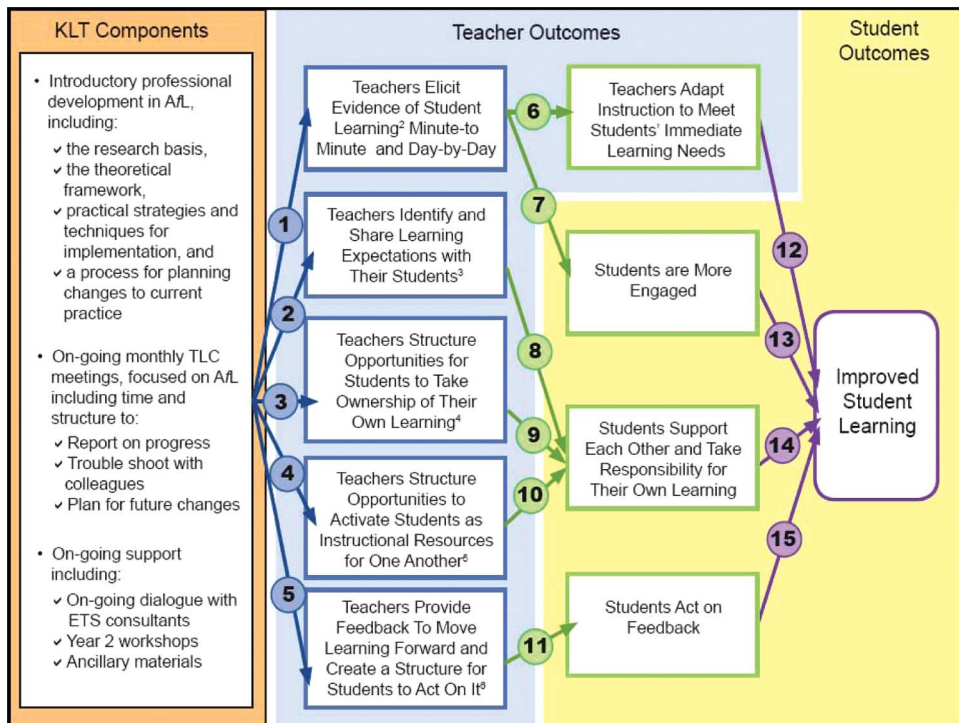 KLT Components
• Introductory professional
development in AfL,
including:
✓ the research basis,
✓ the theoretical
framework,
✓ practical strategies and
techniques for
implementation, and
✓ a process for planning
changes to current
practice
• On-going monthly TLC
meetings, focused on AfL
including time and
structure to:
✓ Report on progress
✓ Trouble shoot with
colleagues
✓ Plan for future changes
• On-going support
including:
✓ On-going dialogue with
ETS consultants
✓ Year 2 workshops
✓ Ancillary materials
Teacher Outcomes
1
2
3
4
5
Teachers Elicit
Evidence of Student
Learning² Minute-to
Minute and Day-by-Day
Teachers Identify and
Share Learning
Expectations with
Their Students³
Teachers Structure
Opportunities for
Students to Take
Ownership of Their
Own Learning⁴
Teachers Structure
Opportunities to
Activate Students as
Instructional Resources
for One Another⁵
Teachers Provide
Feedback To Move
Learning Forward and
Create a Structure for
Students to Act On It⁶
6
7
8
9
10
11
Teachers Adapt
Instruction to Meet
Students' Immediate
Learning Needs
Students are More
Engaged
Students Support
Each Other and Take
Responsibility for
Their Own Learning
Students Act on
Feedback
Student
Outcomes
12
13
14
15
Improved
Student
Learning